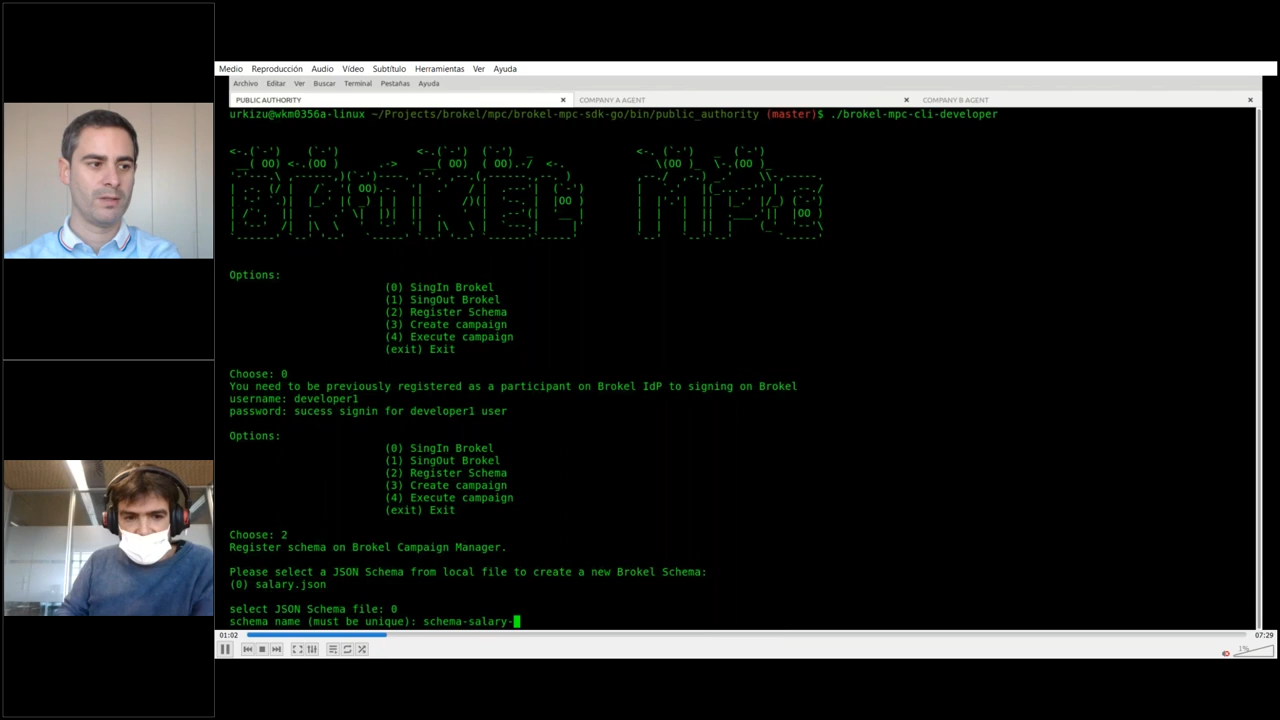 Medio Reproducción Audio Vídeo Subtítulo Herramientas Ver Ayuda
Archivo Editar Ver Buscar Terminal Pestañas Ayuda
PUBLIC AUTHORITY × COMPANY A AGENT × COMPANY B AGENT ×
urkizu@wkm0356a-linux ~/Projects/brokel/mpc/brokel-mpc-sdk-go/bin/public_authority (master)$ ./brokel-mpc-cli-developer
BROKEL MPC
Options:
(0) SingIn Brokel
(1) SingOut Brokel
(2) Register Schema
(3) Create campaign
(4) Execute campaign
(exit) Exit
Choose: 0
You need to be previously registered as a participant on Brokel IdP to signing on Brokel
username: developer1
password: sucess signin for developer1 user
Options:
(0) SingIn Brokel
(1) SingOut Brokel
(2) Register Schema
(3) Create campaign
(4) Execute campaign
(exit) Exit
Choose: 2
Register schema on Brokel Campaign Manager.
Please select a JSON Schema from local file to create a new Brokel Schema:
(0) salary.json
select JSON Schema file: 0
schema name (must be unique): schema-salary-
01:02 07:29
1%